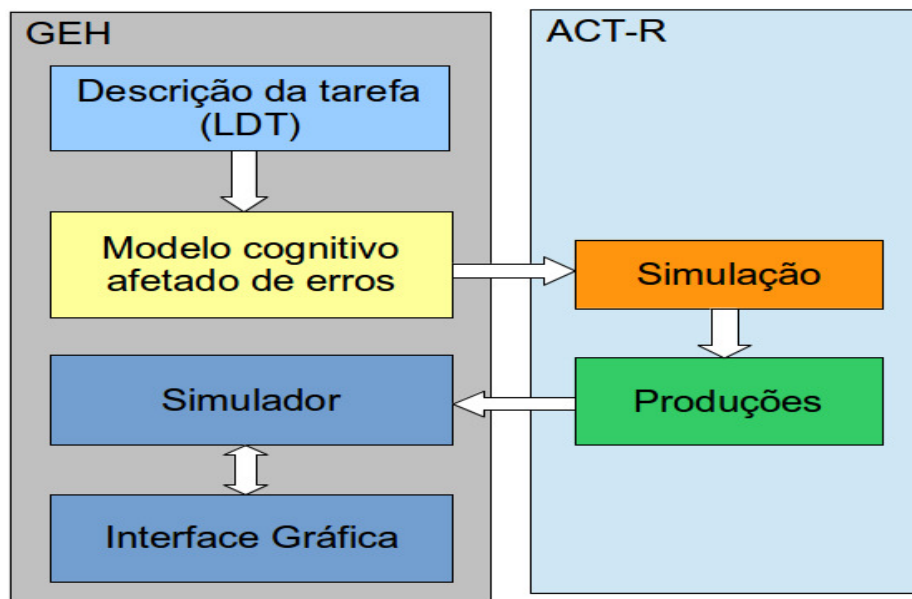 GEH
Descrição da tarefa
(LDT)
Modelo cognitivo
afetado de erros
Simulador
Interface Gráfica
ACT-R
Simulação
Produções